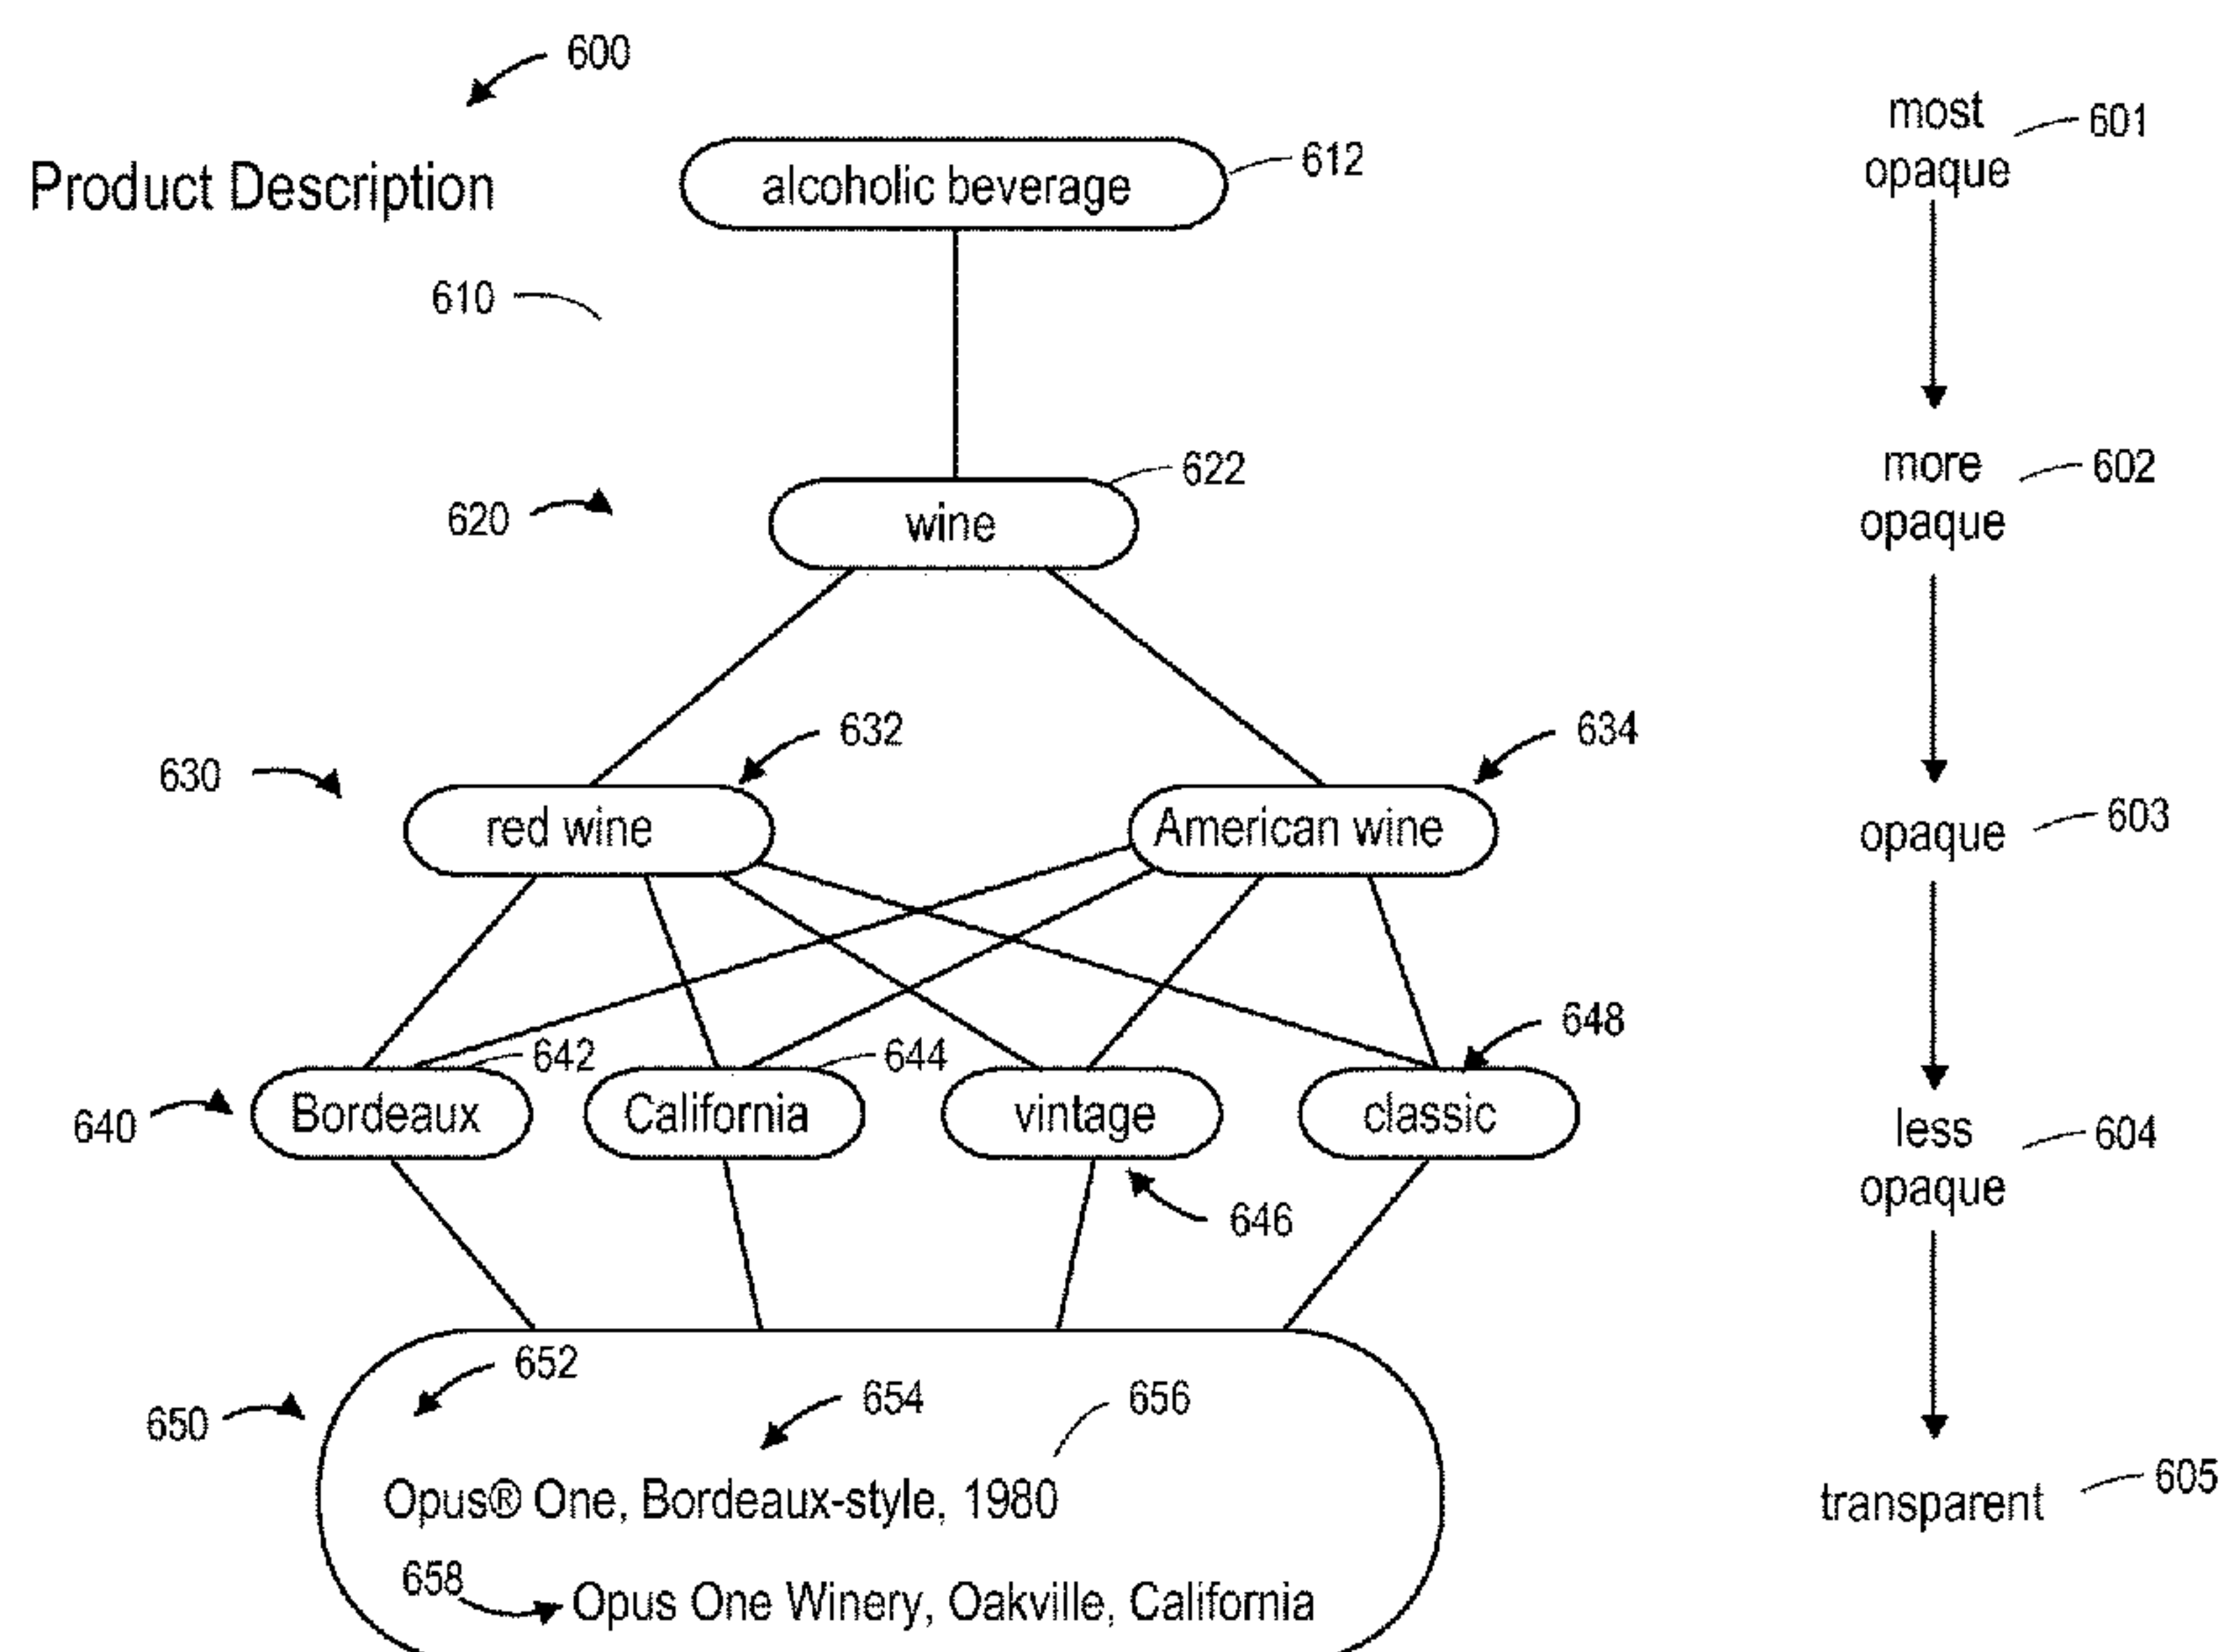 600
most
opaque
601
Product Description
alcoholic beverage
612
610
622
620
wine
more
opaque
602
632
634
630
red wine
American wine
opaque
603
648
642
644
640
Bordeaux
California
vintage
classic
less
opaque
604
646
652
650
654
656
Opus® One, Bordeaux-style, 1980
transparent
605
658
Opus One Winery, Oakville, California